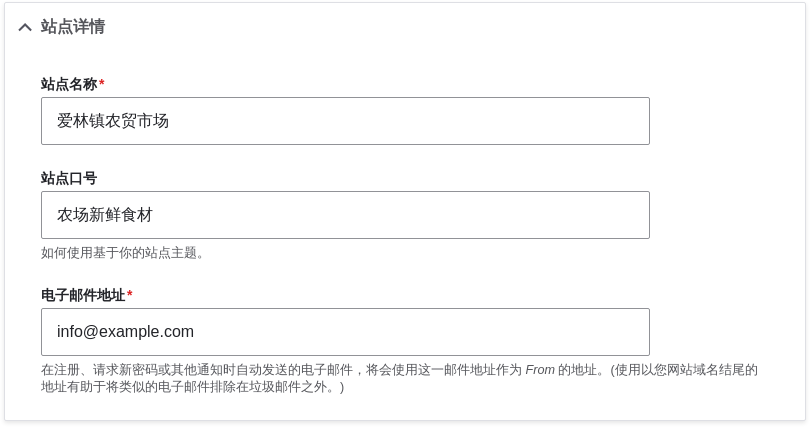 站点详情
站点名称*
爱林镇农贸市场
站点口号
农场新鲜食材
如何使用基于你的站点主题。
电子邮件地址*
info@example.com
在注册、请求新密码或其他通知时自动发送的电子邮件，将会使用这一邮件地址作为 From 的地址。(使用以您网站域名结尾的
地址有助于将类似的电子邮件排除在垃圾邮件之外。)